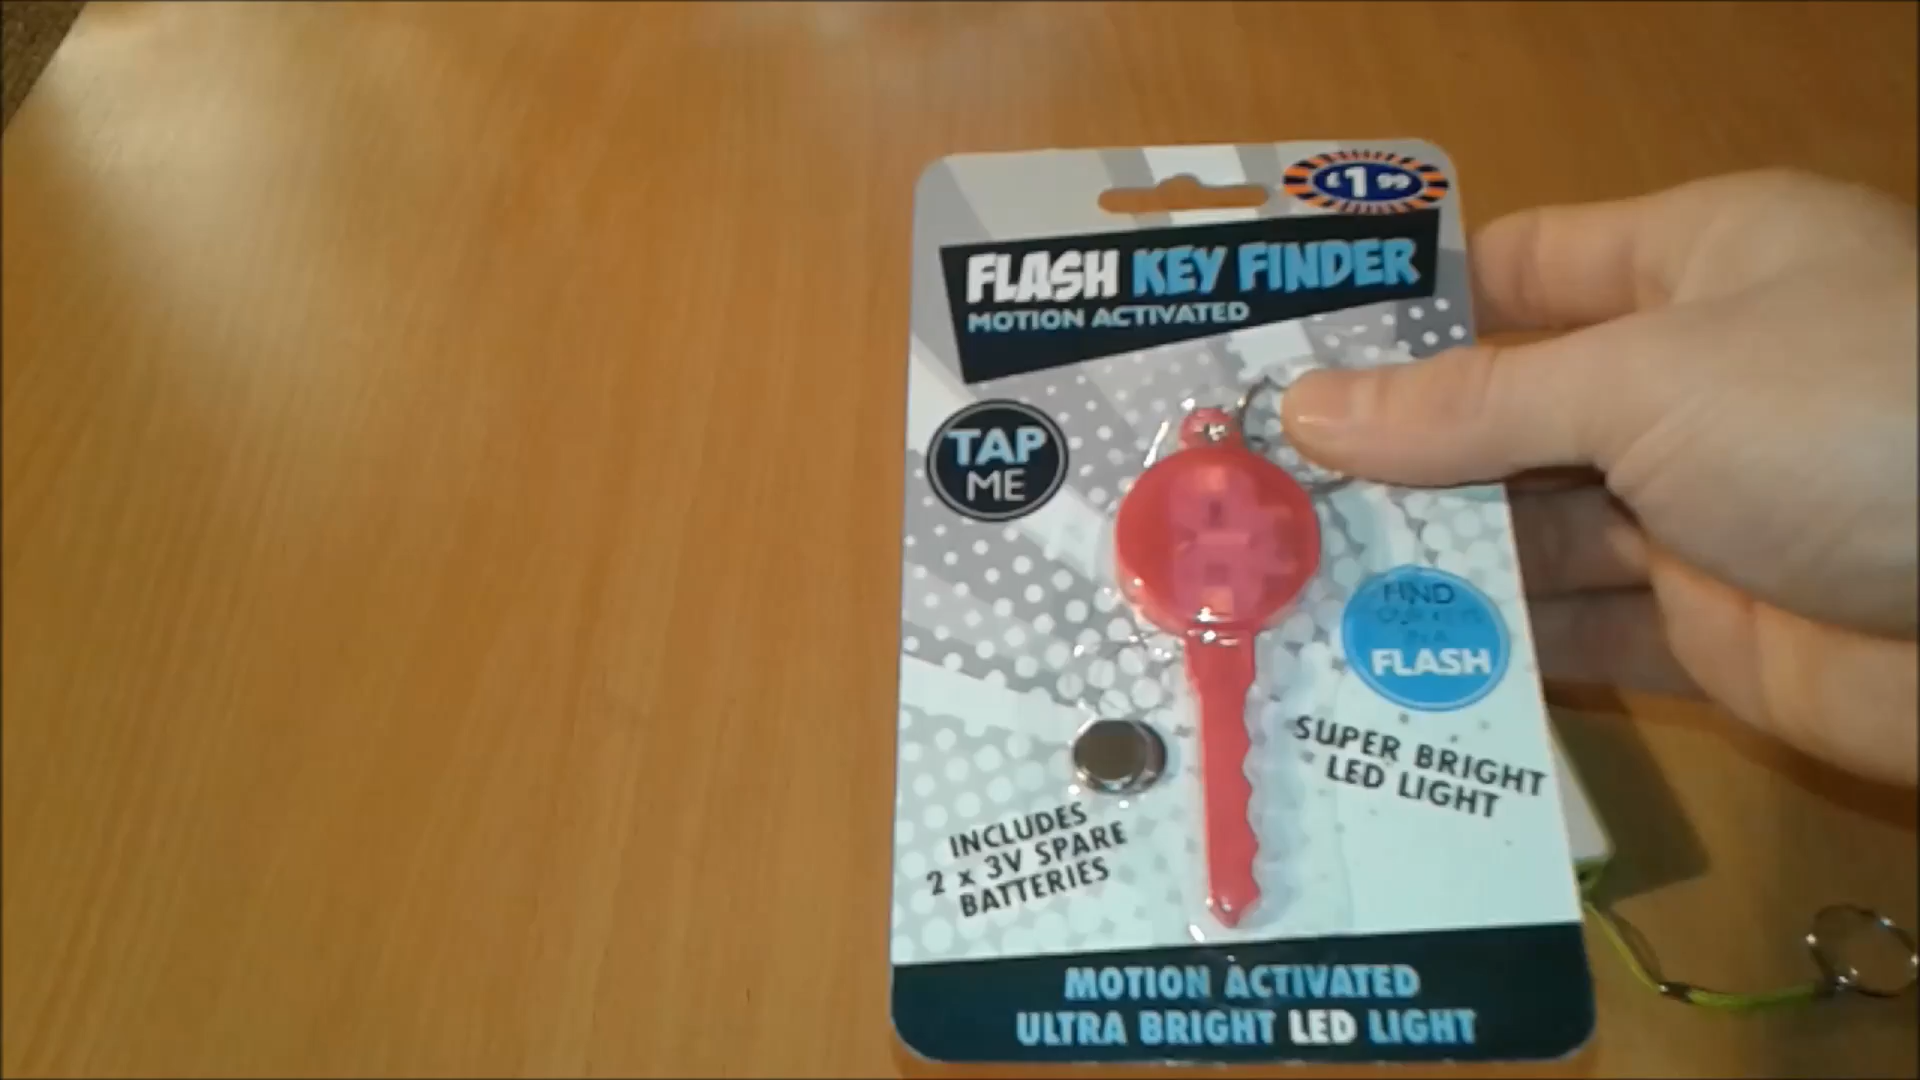 £1.99
FLASH KEY FINDER
MOTION ACTIVATED
TAP
ME
FIND
FLASH
SUPER BRIGHT
LED LIGHT
INCLUDES
2 x 3V SPARE
BATTERIES
MOTION ACTIVATED
ULTRA BRIGHT LED LIGHT